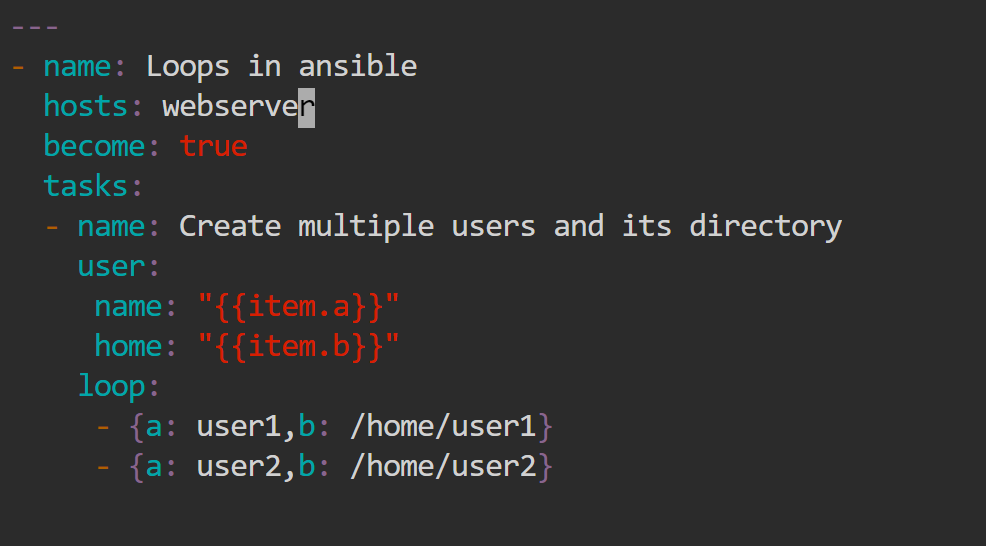 ---
- name: Loops in ansible
  hosts: webserver
  become: true
  tasks:
  - name: Create multiple users and its directory
    user:
     name: "{{item.a}}"
     home: "{{item.b}}"
    loop:
     - {a: user1,b: /home/user1}
     - {a: user2,b: /home/user2}